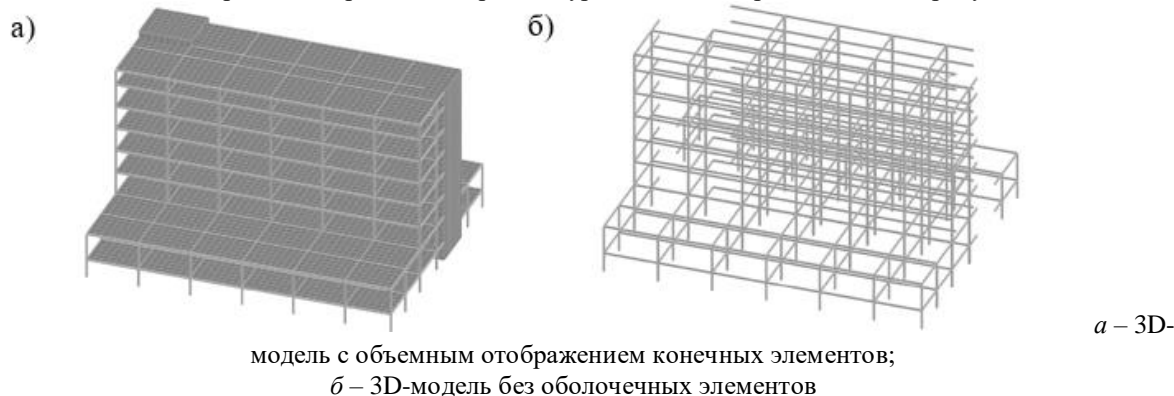 а)
б)
а – 3D-
модель с объемным отображением конечных элементов;
б – 3D-модель без оболочечных элементов